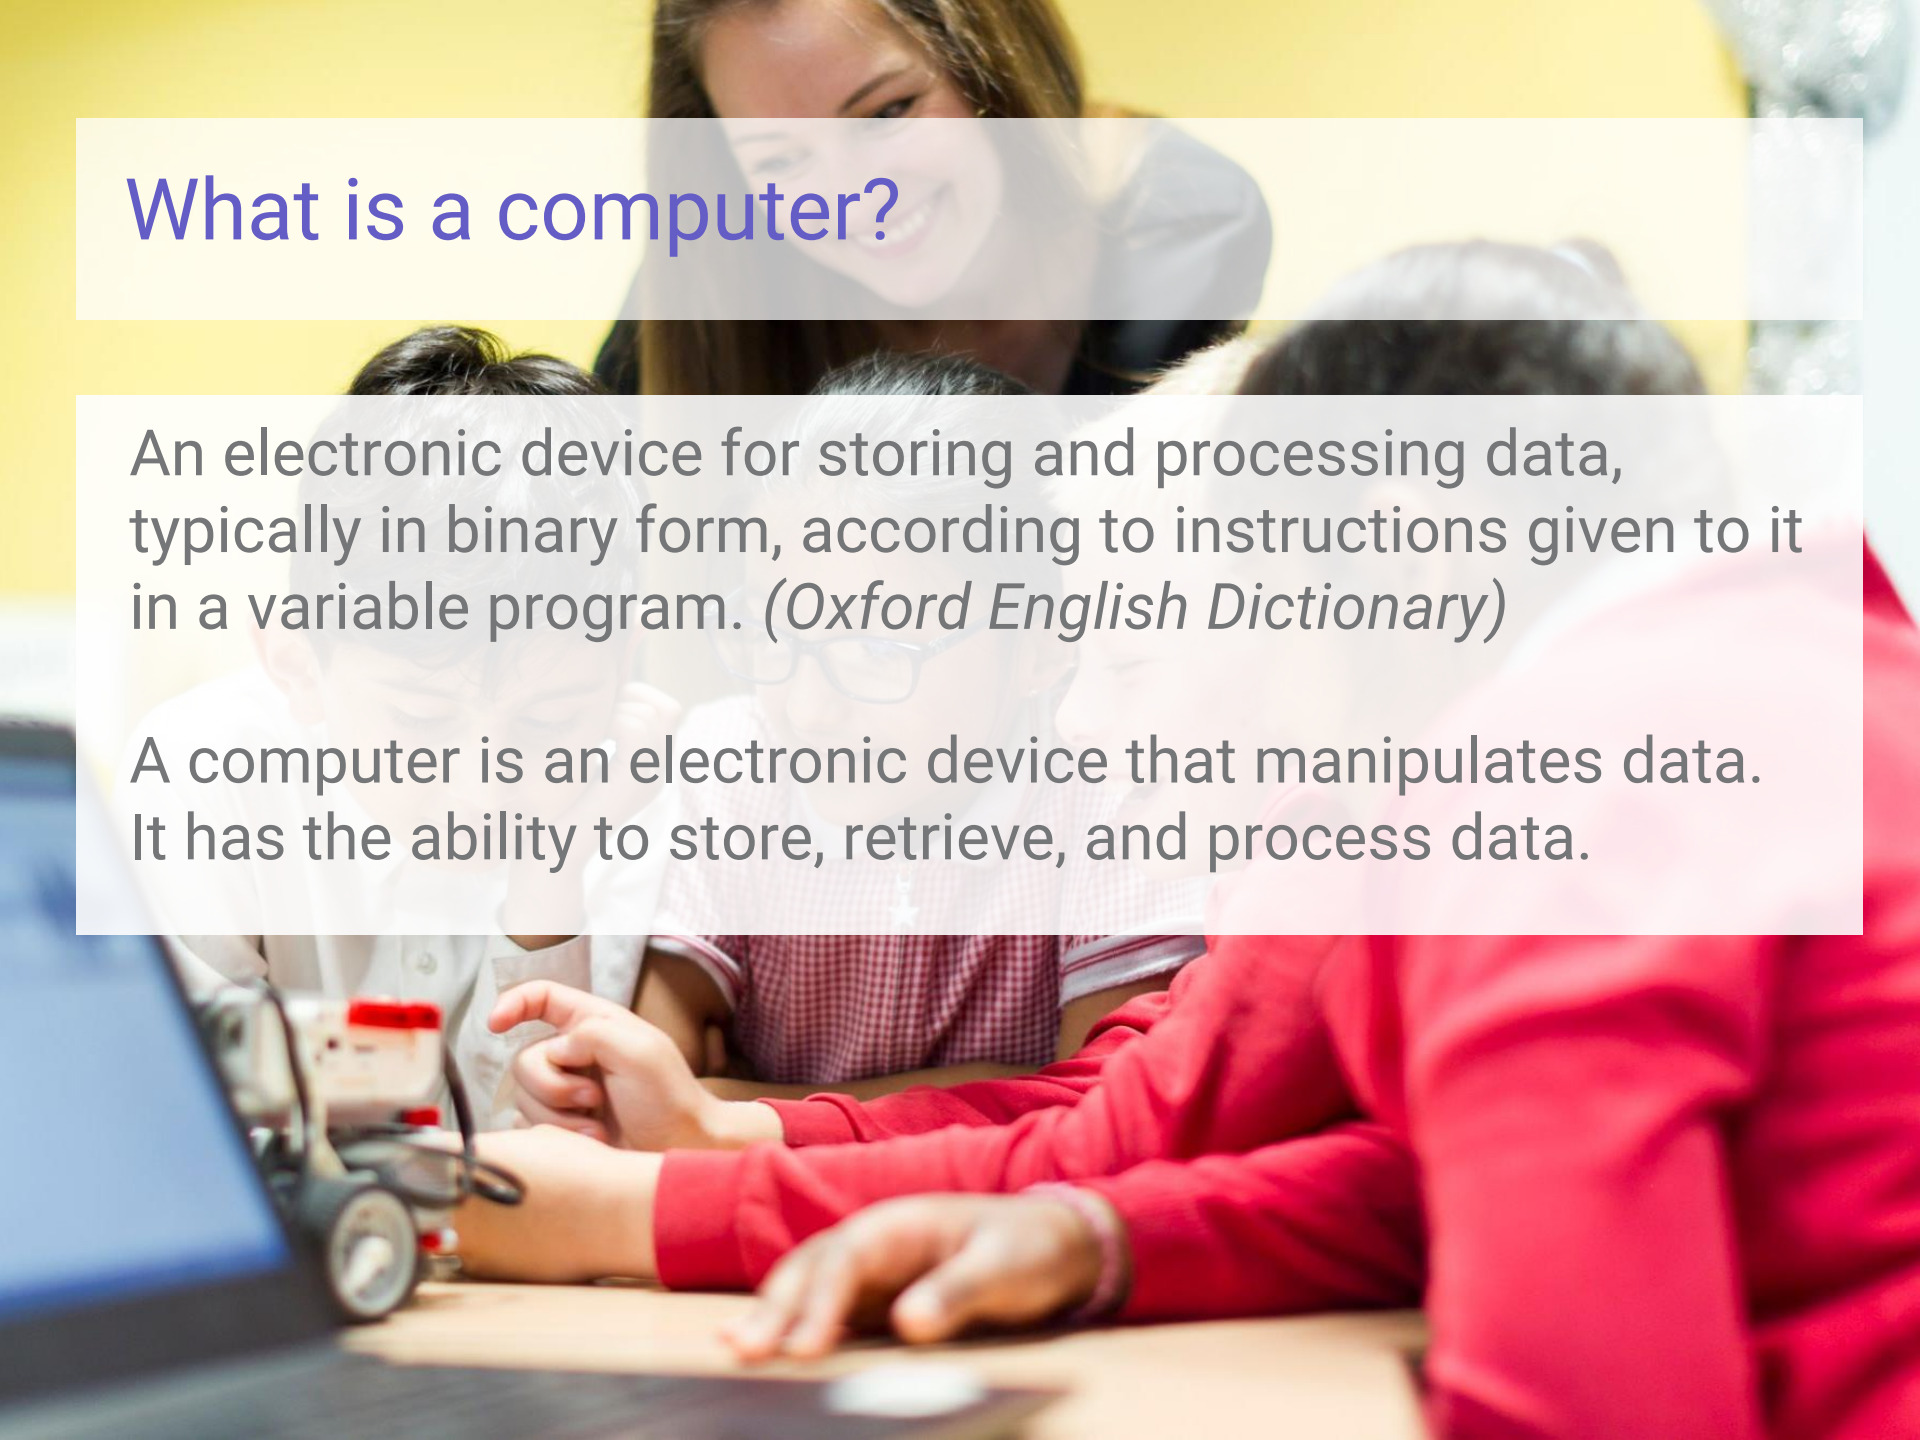 What is a computer?
An electronic device for storing and processing data,
typically in binary form, according to instructions given to it
in a variable program. (Oxford English Dictionary)
A computer is an electronic device that manipulates data.
It has the ability to store, retrieve, and process data.